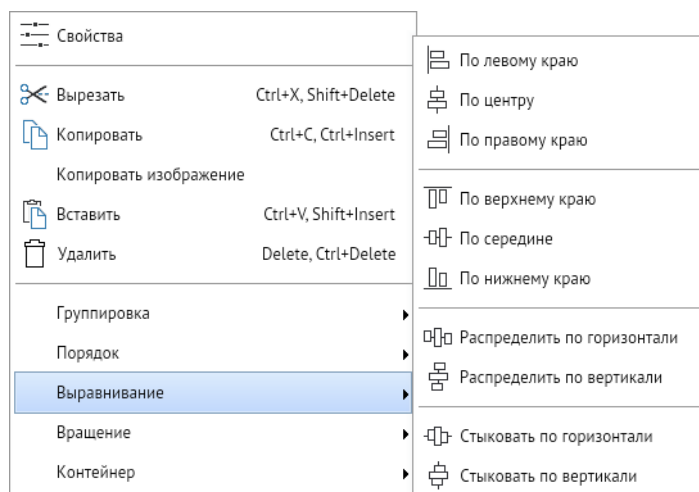 Свойства
Вырезать Ctrl+X, Shift+Delete
Копировать Ctrl+C, Ctrl+Insert
Копировать изображение
Вставить Ctrl+V, Shift+Insert
Удалить Delete, Ctrl+Delete
Группировка
Порядок
Выравнивание
Вращение
Контейнер
По левому краю
По центру
По правому краю
По верхнему краю
По середине
По нижнему краю
Распределить по горизонтали
Распределить по вертикали
Стыковать по горизонтали
Стыковать по вертикали